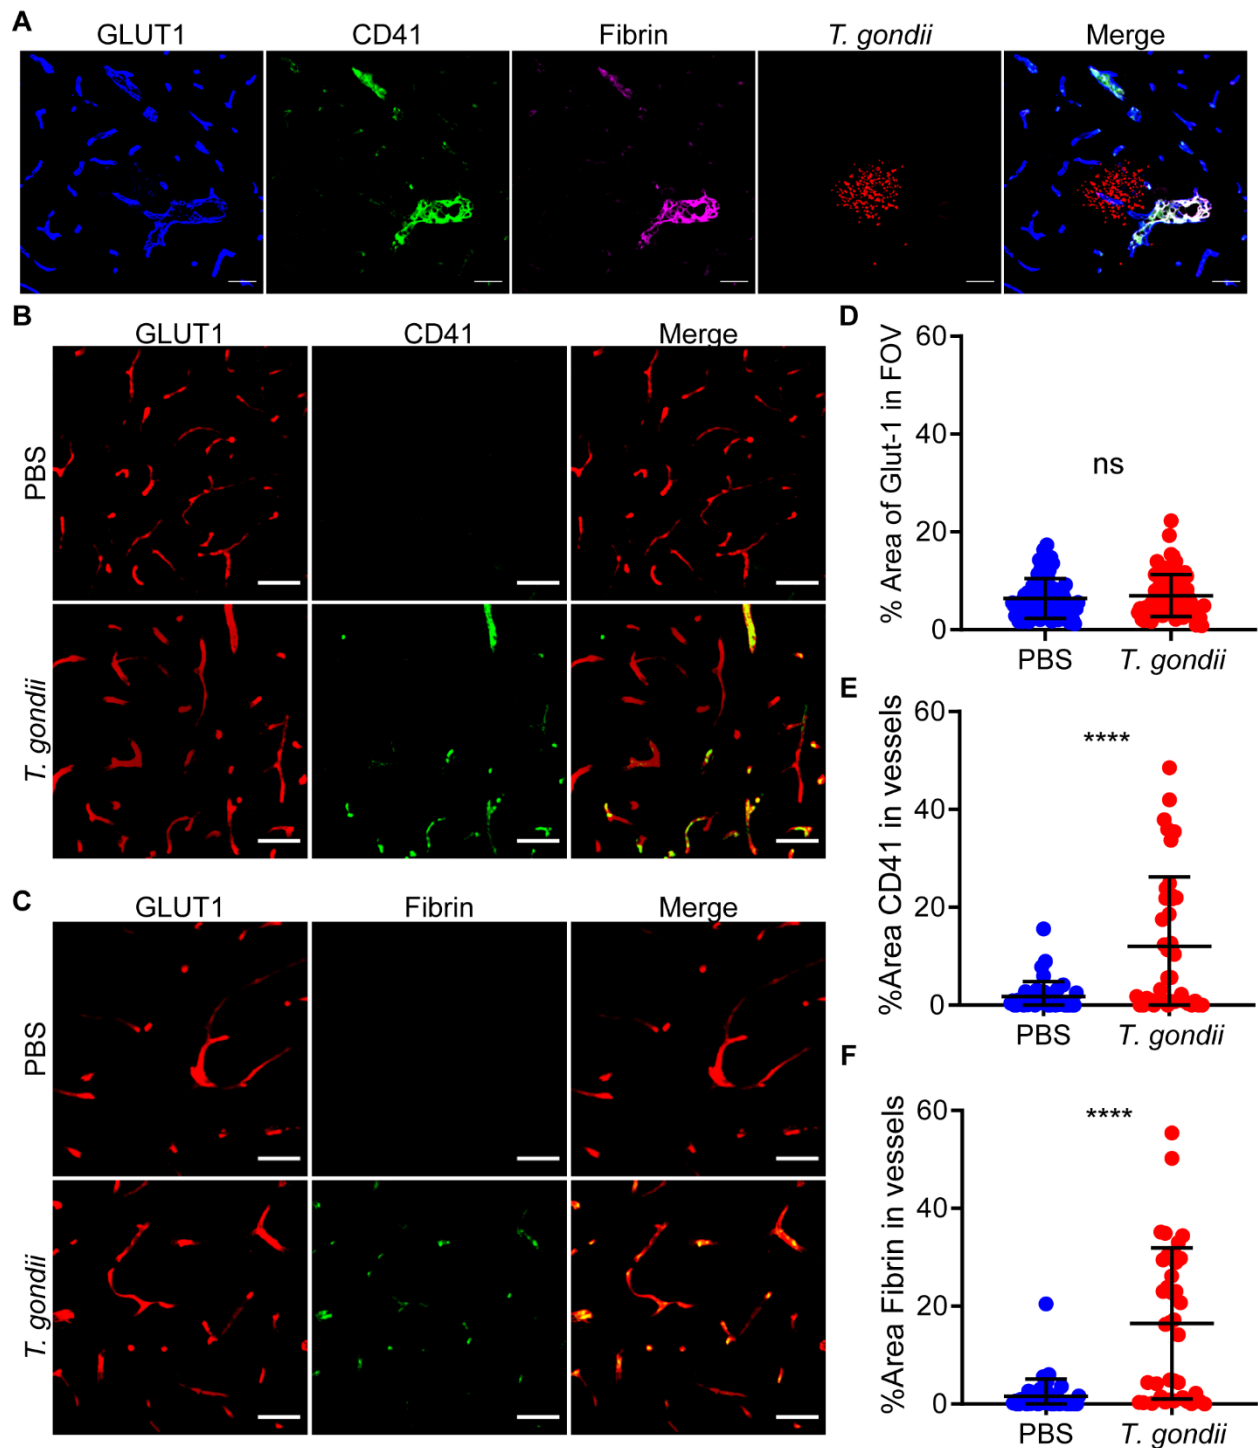 A
GLUT1 CD41 Fibrin T. gondii Merge
B
GLUT1 CD41 Merge
PBS
T. gondii
C
GLUT1 Fibrin Merge
PBS
T. gondii
D
% Area of Glut-1 in FOV
60
40
20
0
ns
PBS T. gondii
E
%Area CD41 in vessels
60
40
20
0
****
PBS T. gondii
F
%Area Fibrin in vessels
60
40
20
0
****
PBS T. gondii